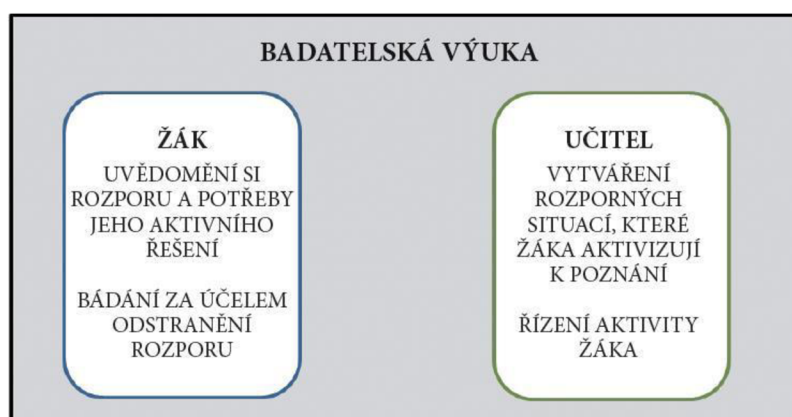 BADATELSKÁ VÝUKA
ŽÁK
UVĚDOMĚNÍ SI
ROZPORU A POTŘEBY
JEHO AKTIVNÍHO
ŘEŠENÍ
BÁDÁNÍ ZA ÚČELEM
ODSTRANĚNÍ
ROZPORU
UČITEL
VYTVÁŘENÍ
ROZPORNÝCH
SITUACÍ, KTERÉ
ŽÁKA AKTIVIZUJÍ
K POZNÁNÍ
ŘÍZENÍ AKTIVITY
ŽÁKA